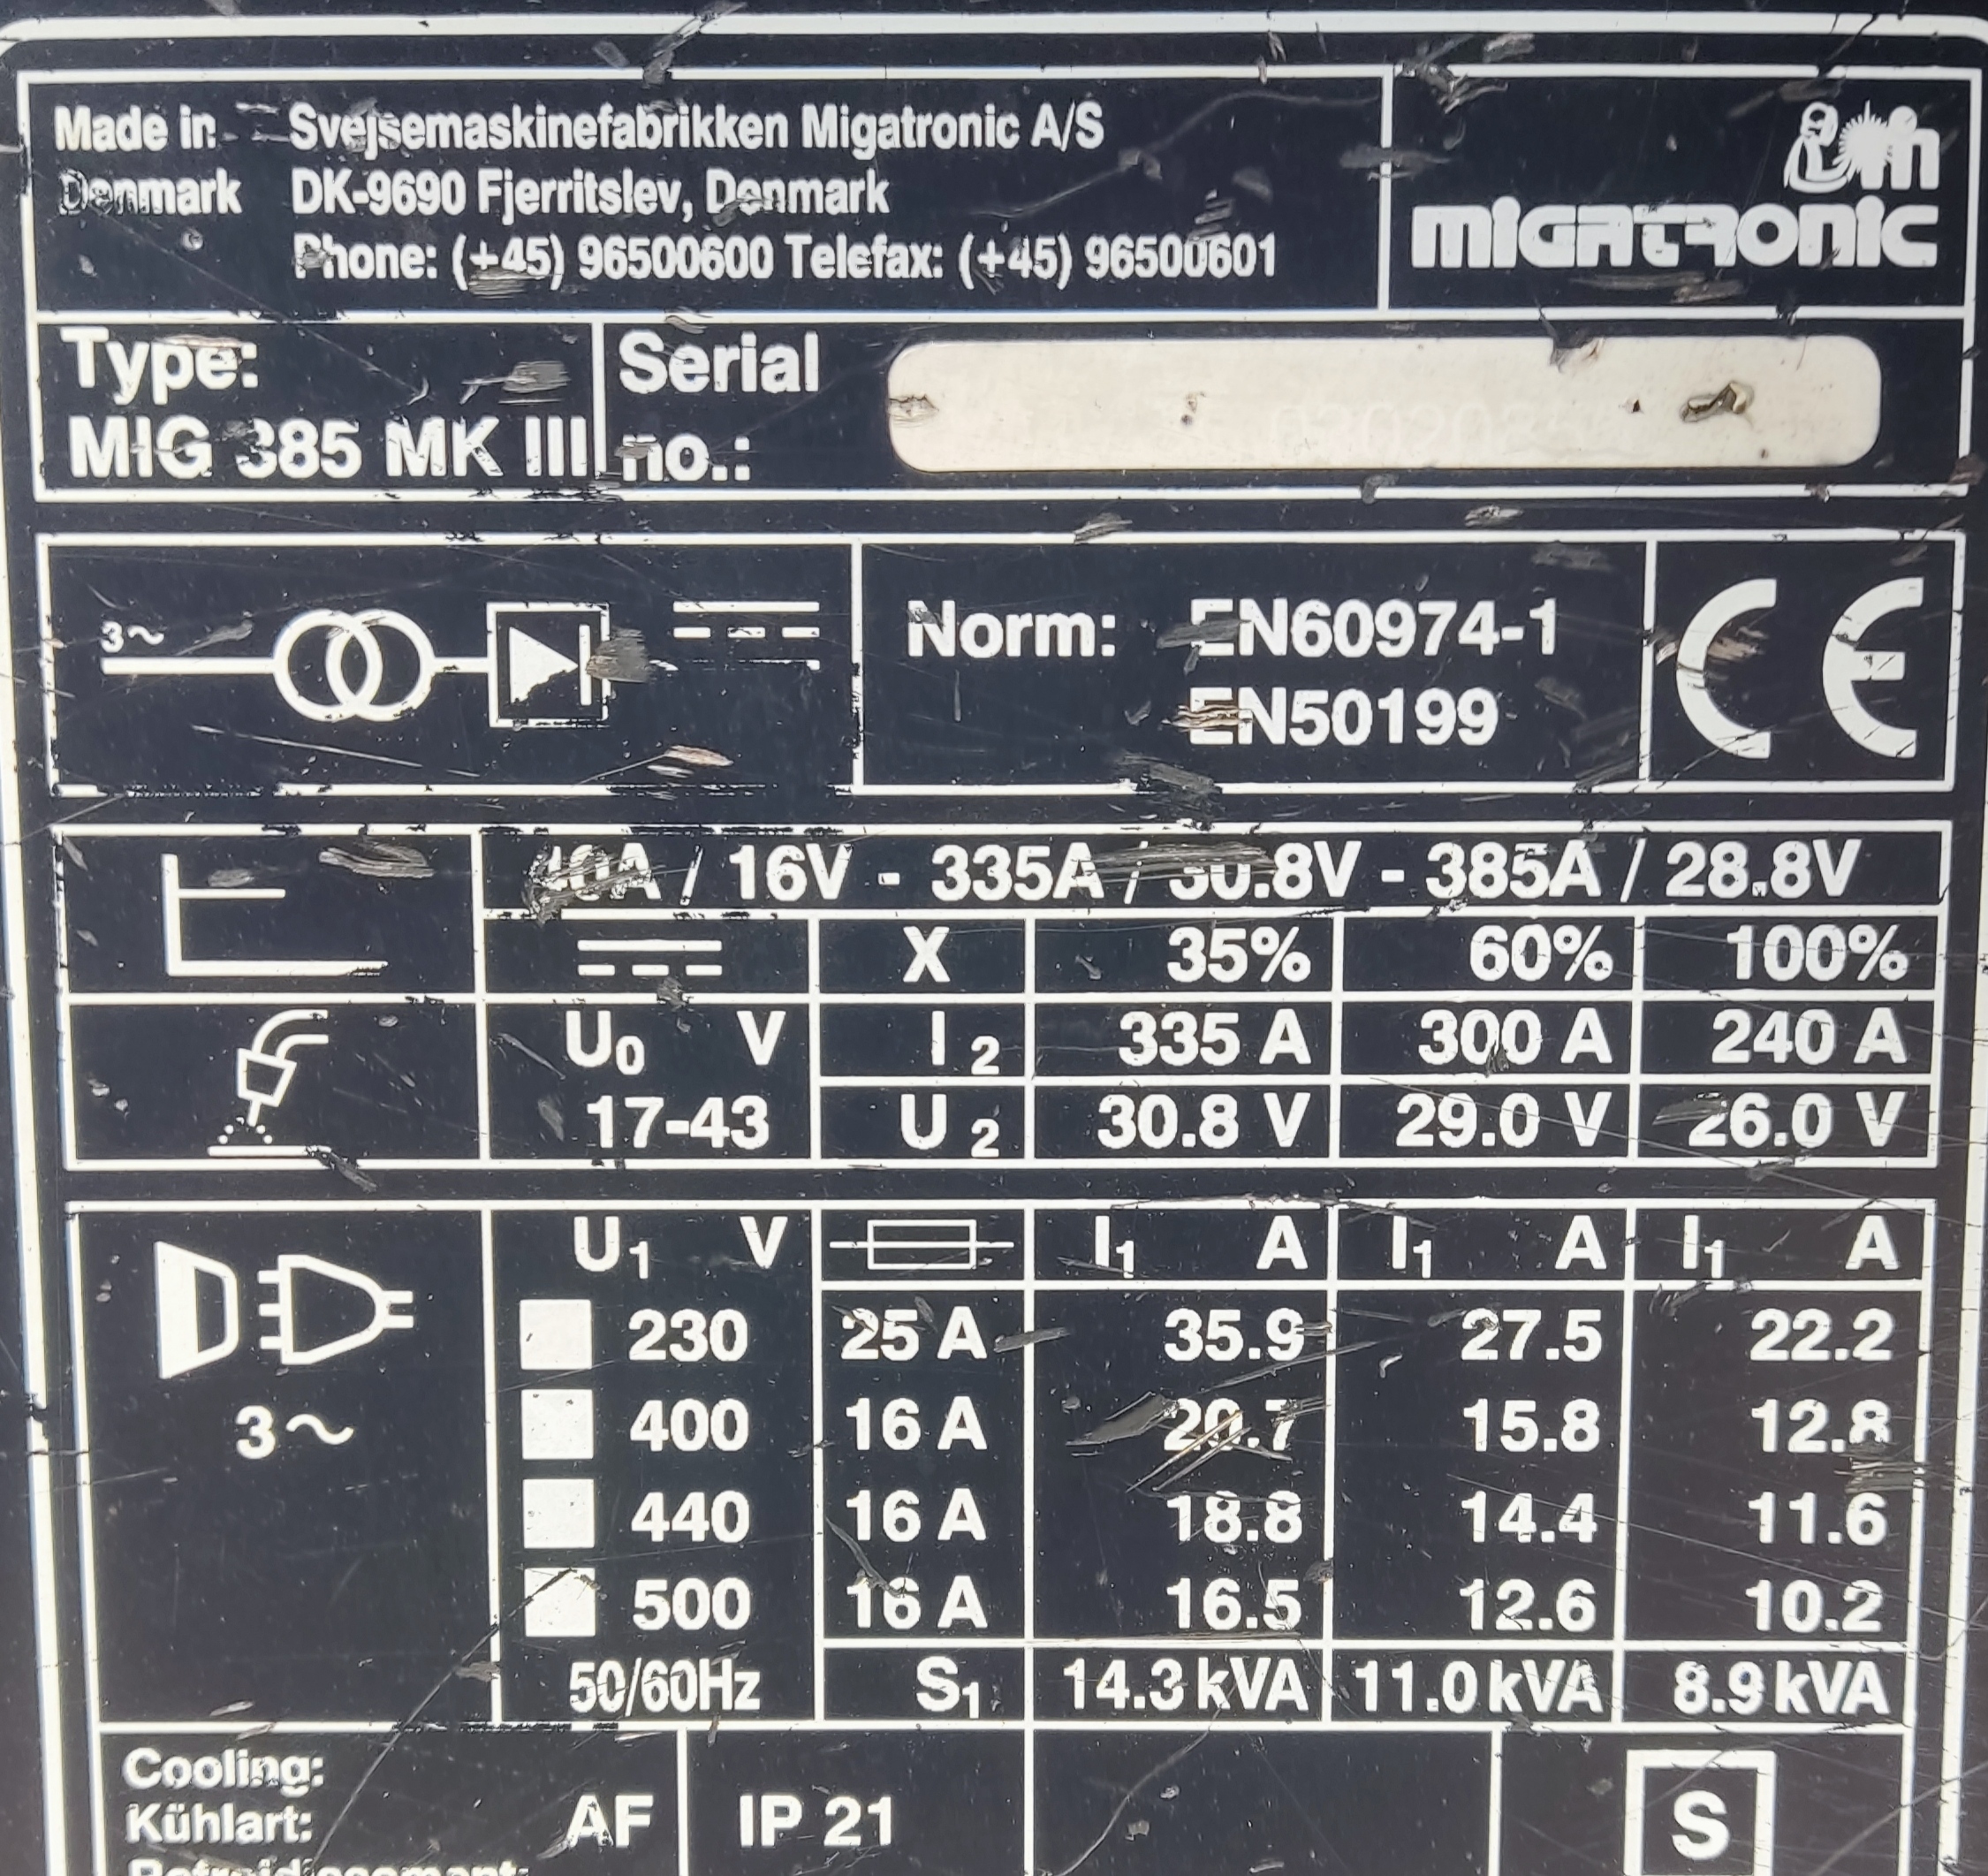 Made in Svejsemaskinefabrikken Migatronic A/S
Denmark DK-9690 Fjerritslev, Denmark
Phone: (+45) 96500600 Telefax: (+45) 96500601
MIGATRONIC
Type: Serial
MIG 385 MK III no.:
3~
Norm: EN60974-1
EN50199
CE
40A / 16V - 335A / 30.8V - 385A / 28.8V
X 35% 60% 100%
U0 V I2 335 A 300 A 240 A
17-43 U2 30.8 V 29.0 V 26.0 V
U1 V I1 A I1 A I1 A
230 25 A 35.9 27.5 22.2
3~ 400 16 A 20.7 15.8 12.8
440 16 A 18.8 14.4 11.6
500 16 A 16.5 12.6 10.2
50/60Hz S1 14.3 kVA 11.0 kVA 8.9 kVA
Cooling:
Kühlart: AF IP 21 S